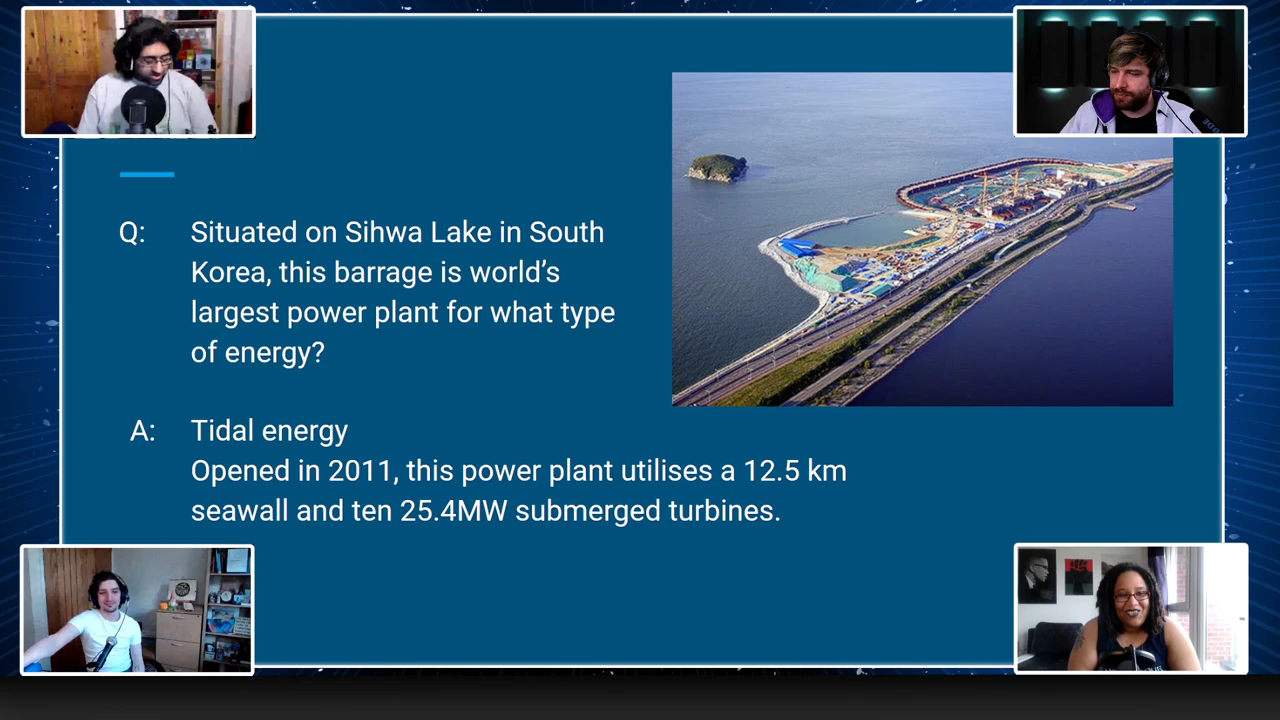 Q: Situated on Sihwa Lake in South
Korea, this barrage is world's
largest power plant for what type
of energy?
A: Tidal energy
Opened in 2011, this power plant utilises a 12.5 km
seawall and ten 25.4MW submerged turbines.